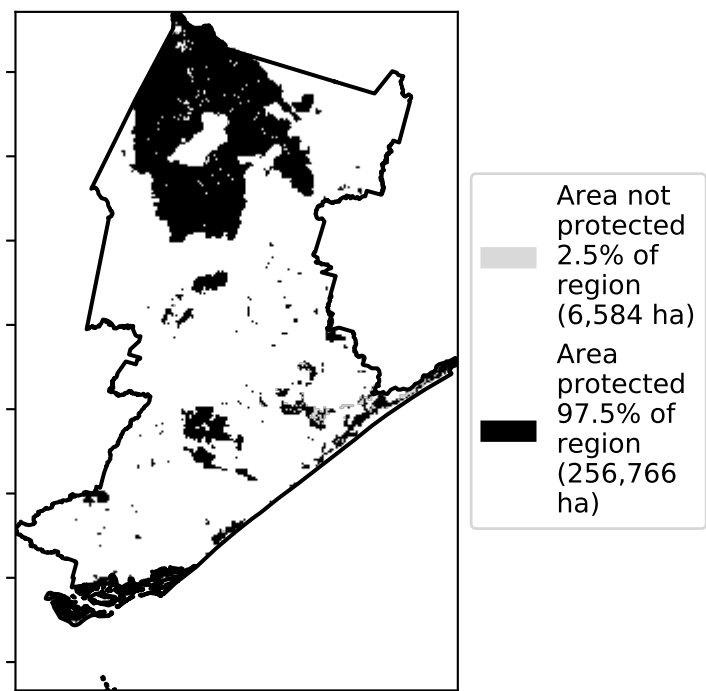 Area not
protected
2.5% of
region
(6,584 ha)
Area
protected
97.5% of
region
(256,766
ha)